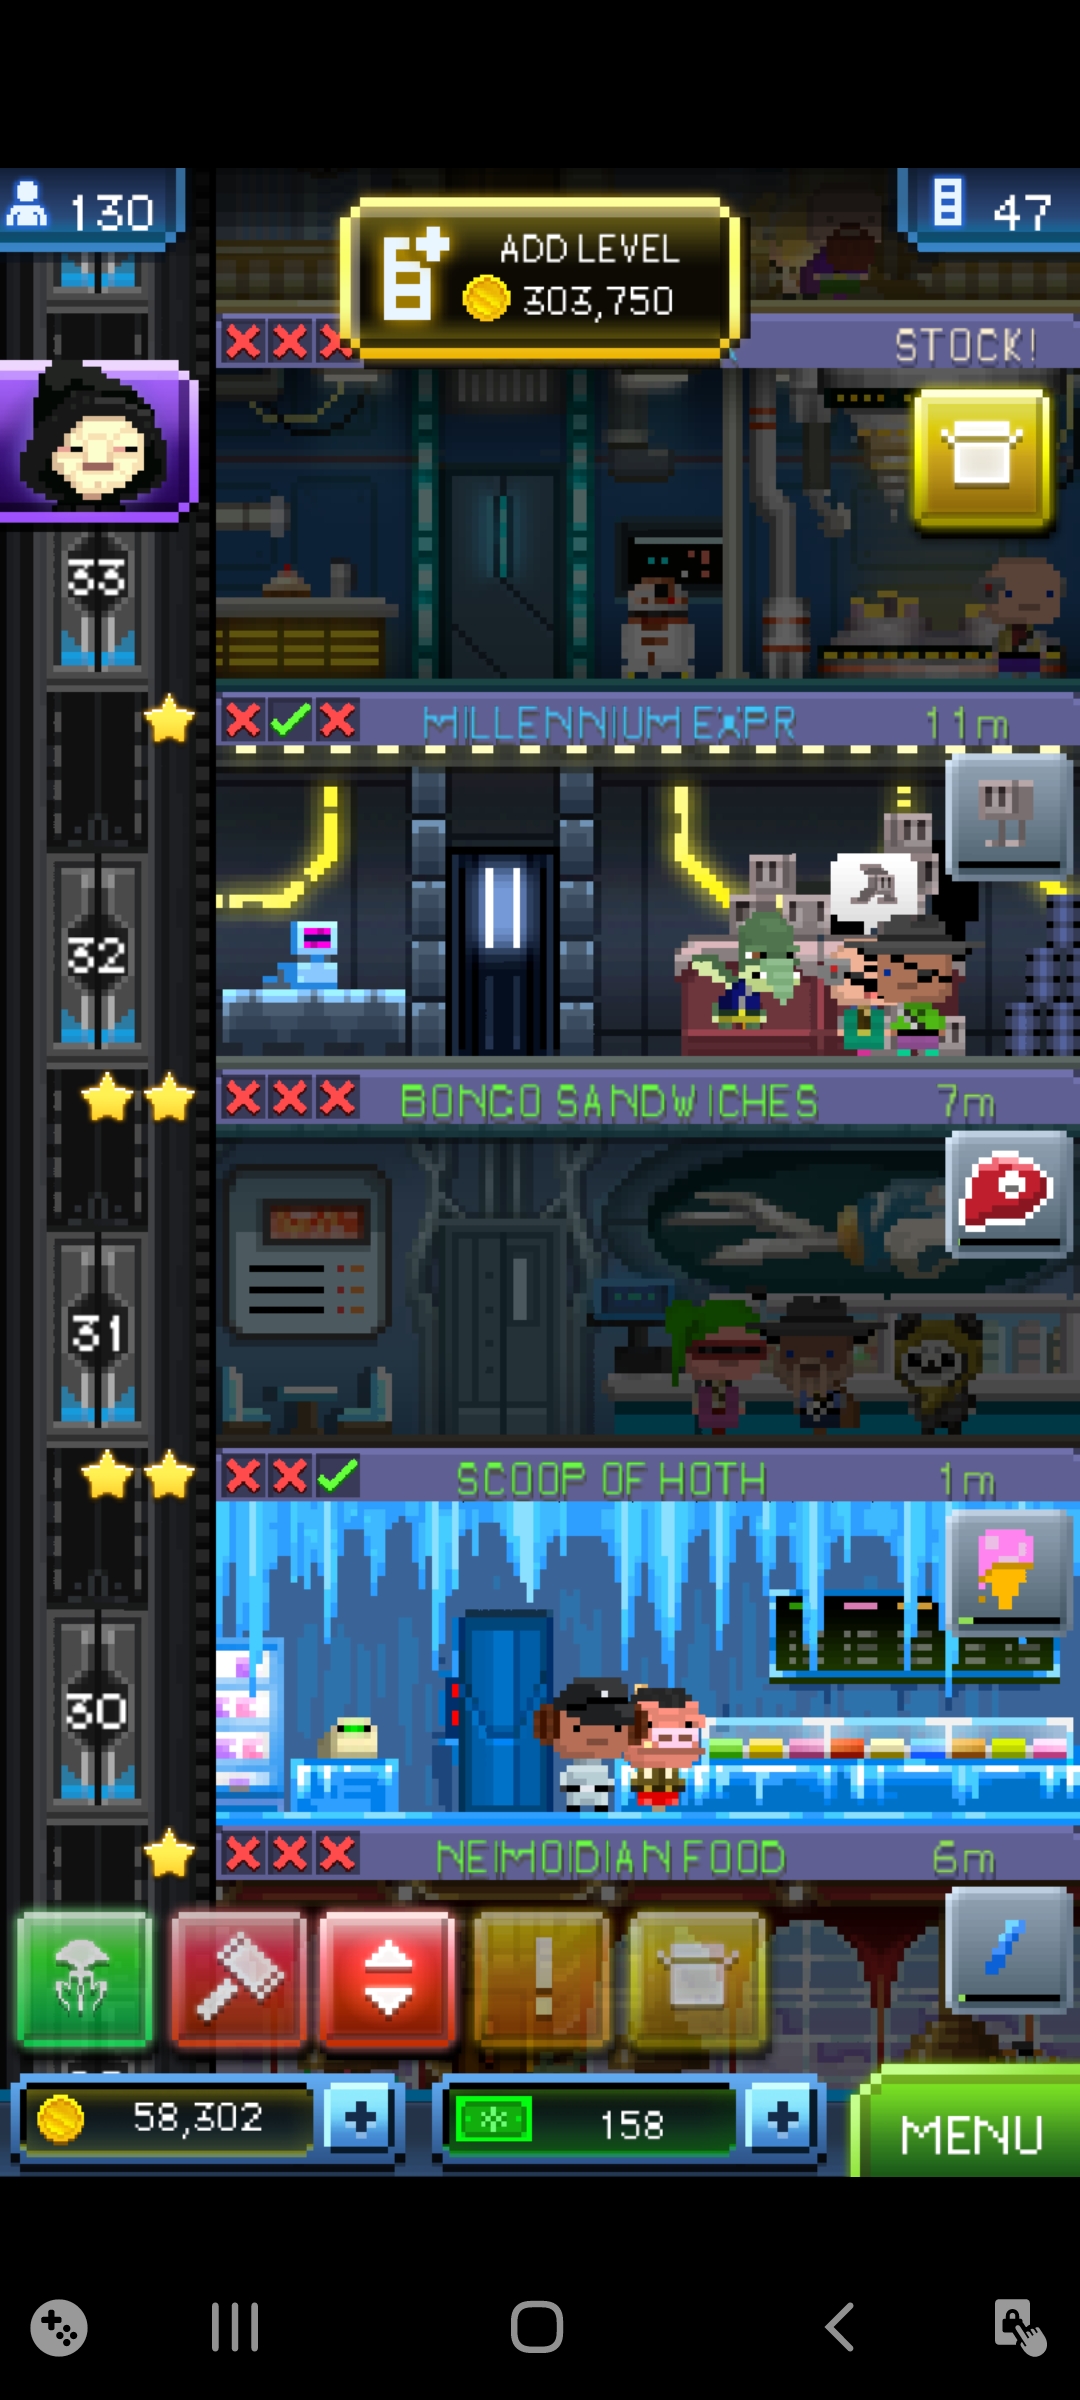 130
ADD LEVEL
303,750
47
STOCK!
33
MILLENNIUM EXPR
11m
32
BONGO SANDWICHES
7m
31
SCOOP OF HOTH
1m
30
NEIMOIDIAN FOOD
6m
58,302
158
MENU